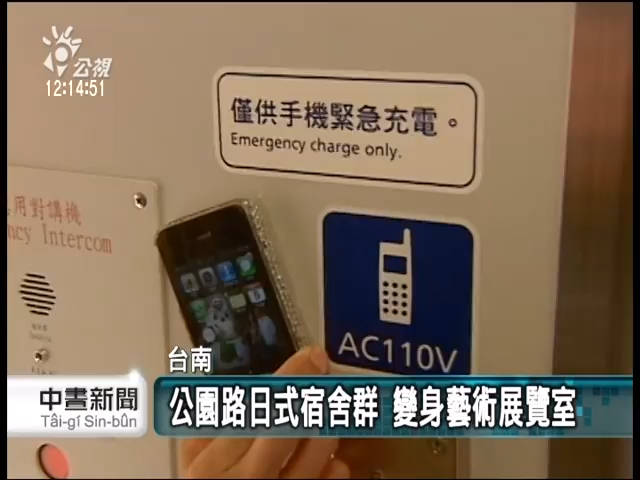 公視
12:14:51
僅供手機緊急充電。
Emergency charge only.
用對講機
ncy Intercom
AC110V
台南
中晝新聞
Tâi-gí Sin-bûn
公園路日式宿舍群 變身藝術展覽室